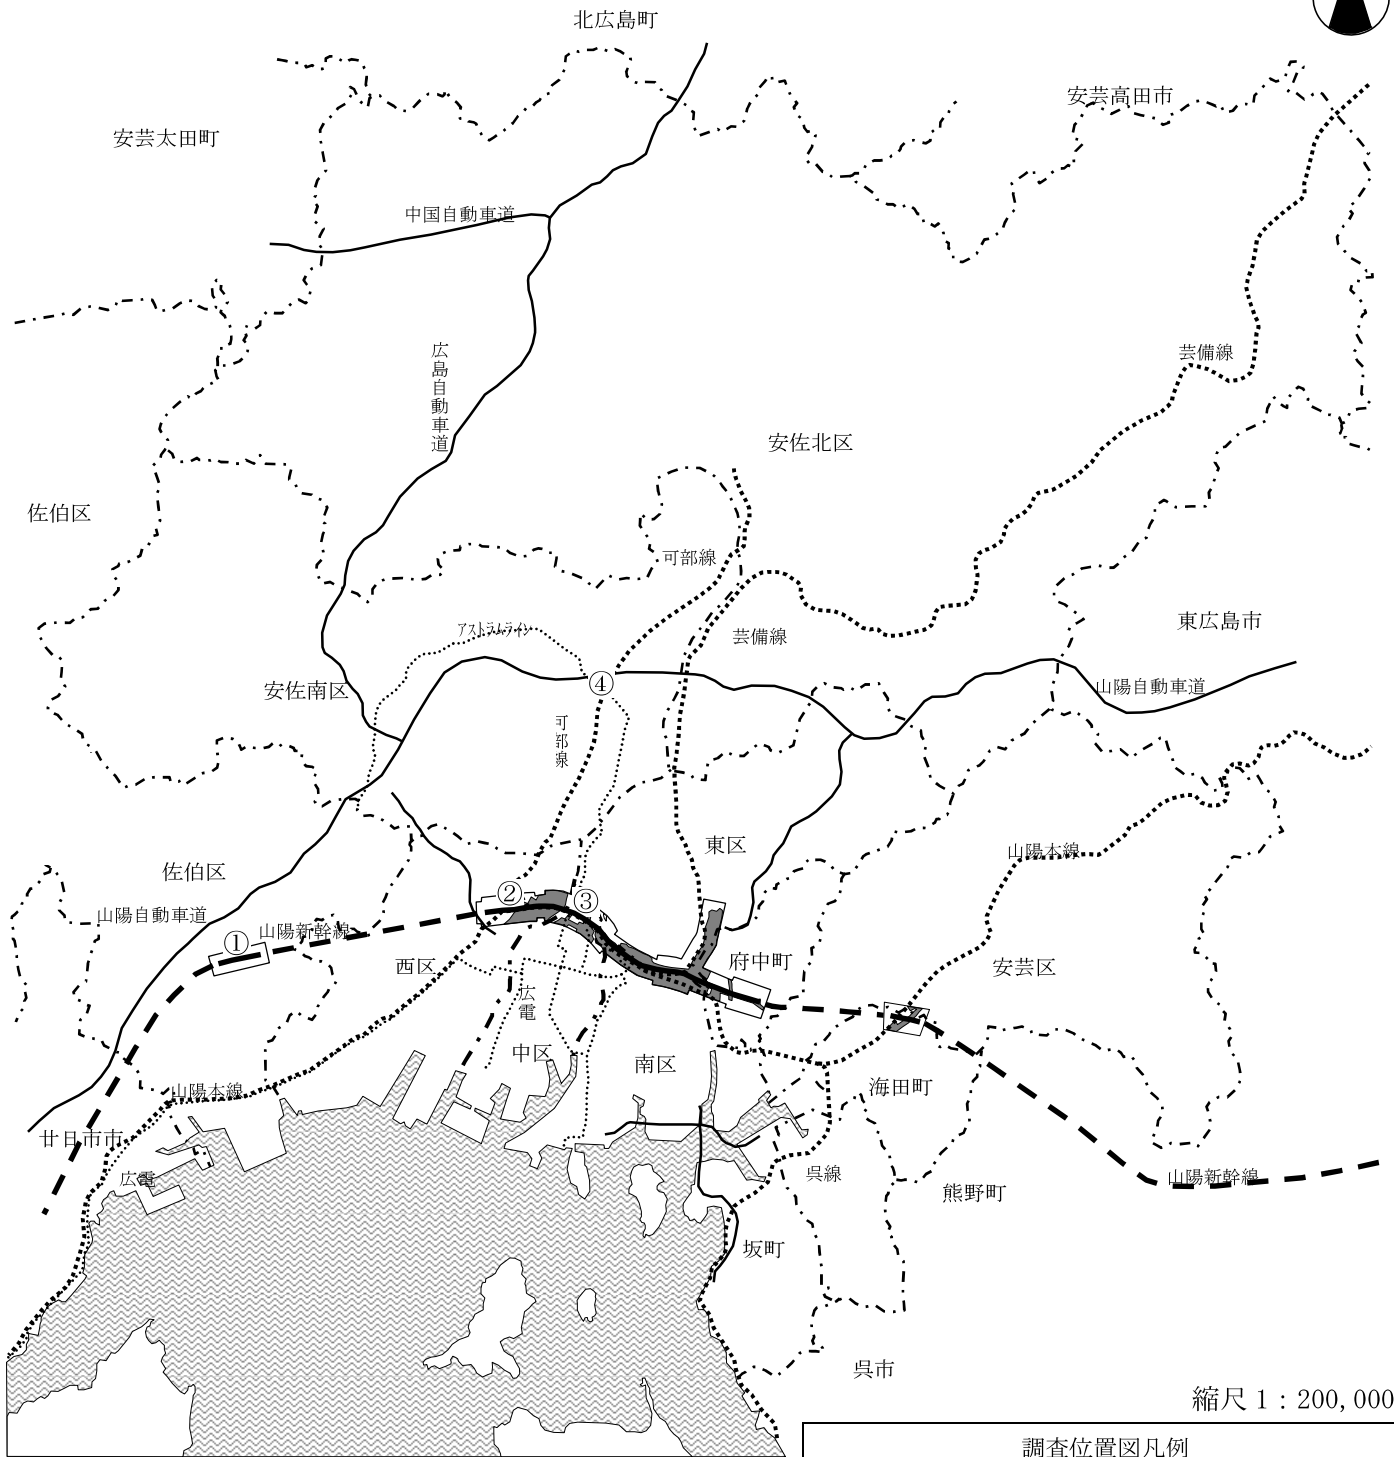 北広島町
安芸高田市
安芸太田町
中国自動車道
広島自動車道
芸備線
安佐北区
佐伯区
可部線
東広島市
アストラムライン
芸備線
安佐南区
④
山陽自動車道
可部線
東区
山陽本線
佐伯区
②
③
山陽自動車道
山陽新幹線
①
西区
府中町
安芸区
広電
中区
南区
海田町
山陽本線
廿日市市
広電
呉線
山陽新幹線
熊野町
坂町
呉市
縮尺 1 : 200,000
調査位置図凡例